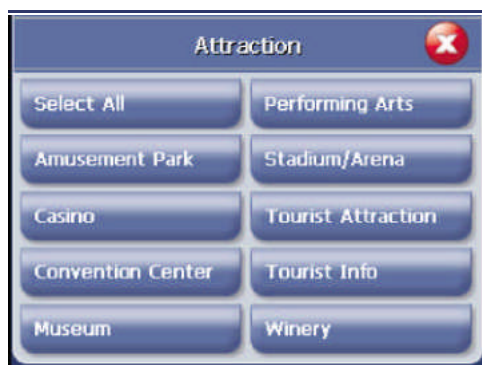 Attraction
Select All
Performing Arts
Amusement Park
Stadium/Arena
Casino
Tourist Attraction
Convention Center
Tourist Info
Museum
Winery